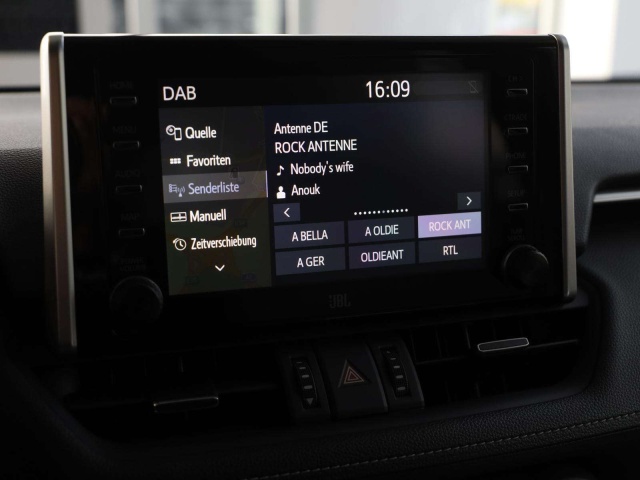 DAB
16:09
Quelle
Favoriten
Senderliste
Manuell
Zeitverschiebung
Antenne DE
ROCK ANTENNE
Nobody's wife
Anouk
A BELLA
A OLDIE
ROCK ANT
A GER
OLDIEANT
RTL
JBL